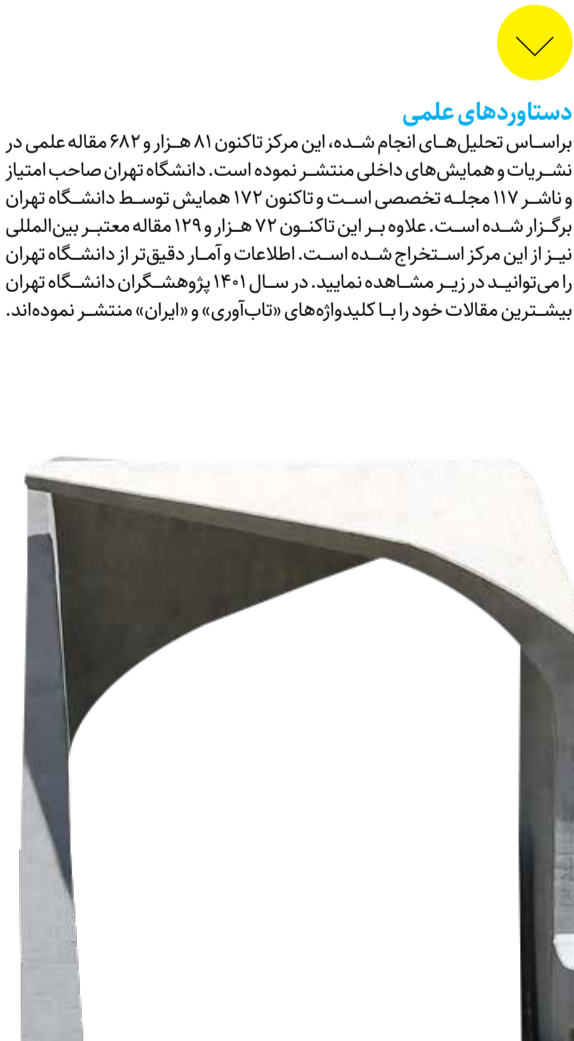 دستاوردهای علمی
براساس تحلیل‌های انجام شده، این مرکز تاکنون ۸۱ هزار و ۶۸۲ مقاله علمی در
نشریات و همایش‌های داخلی منتشر نموده است. دانشگاه تهران صاحب امتیاز
و ناشر ۱۱۷ مجله تخصصی است و تاکنون ۱۷۲ همایش توسط دانشگاه تهران
برگزار شده است. علاوه بر این تاکنون ۷۲ هزار و ۱۲۹ مقاله معتبر بین‌المللی
نیز از این مرکز استخراج شده است. اطلاعات و آمار دقیق‌تر از دانشگاه تهران
را می‌توانید در زیر مشاهده نمایید. در سال ۱۴۰۱ پژوهشگران دانشگاه تهران
بیشترین مقالات خود را با کلیدواژه‌های «تاب‌آوری» و «ایران» منتشر نموده‌اند.